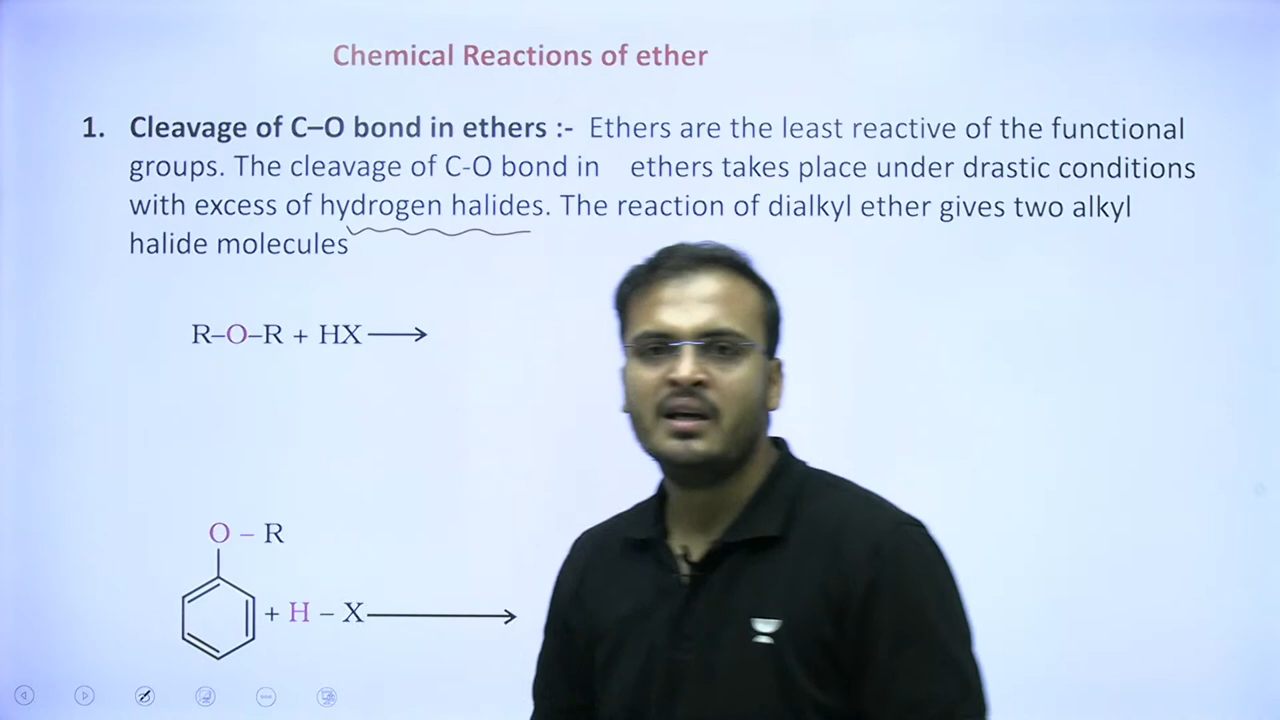 Chemical Reactions of ether
1. Cleavage of C–O bond in ethers :- Ethers are the least reactive of the functional
groups. The cleavage of C-O bond in ethers takes place under drastic conditions
with excess of hydrogen halides. The reaction of dialkyl ether gives two alkyl
halide molecules
R–O–R + HX ⟶
O – R
+ H – X ⟶